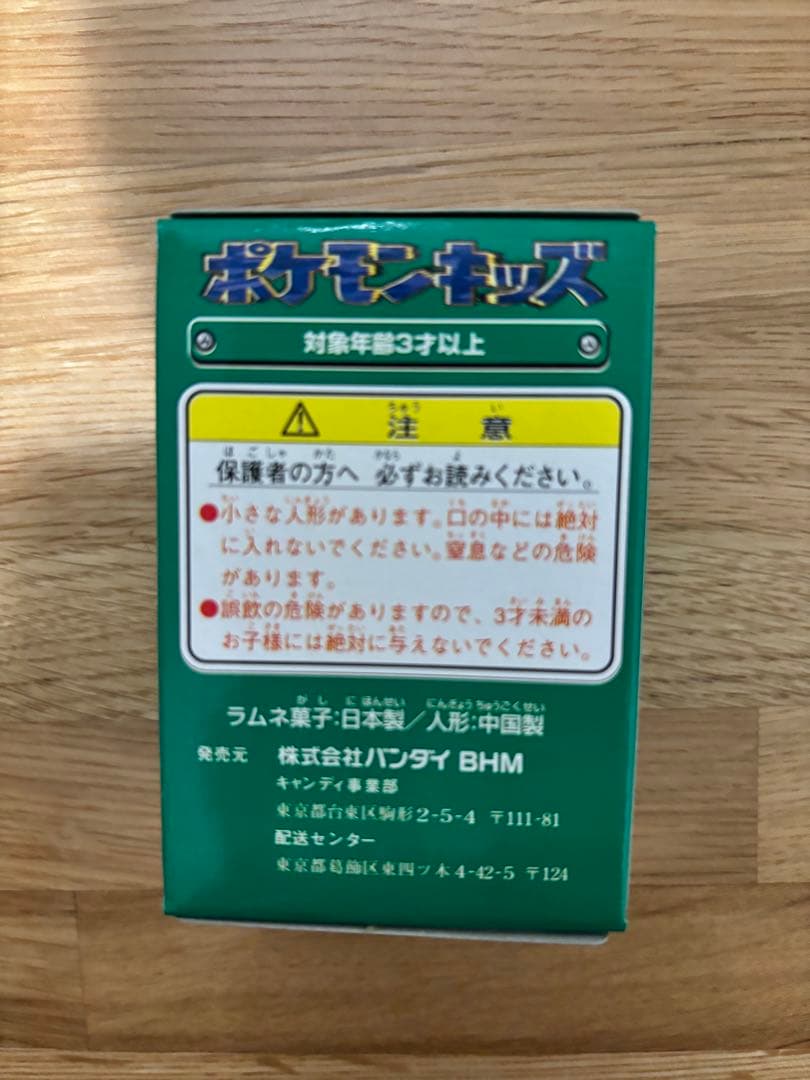 ポケモンキッズ
対象年齢3才以上
⚠ 注意
保護者の方へ 必ずお読みください。
●小さな人形があります。口の中には絶対
に入れないでください。窒息などの危険
があります。
●誤飲の危険がありますので、3才未満の
お子様には絶対に与えないでください。
ラムネ菓子:日本製/人形:中国製
発売元 株式会社バンダイ BHM
キャンディ事業部
東京都台東区駒形2-5-4 〒111-81
配送センター
東京都葛飾区東四ツ木4-42-5 〒124